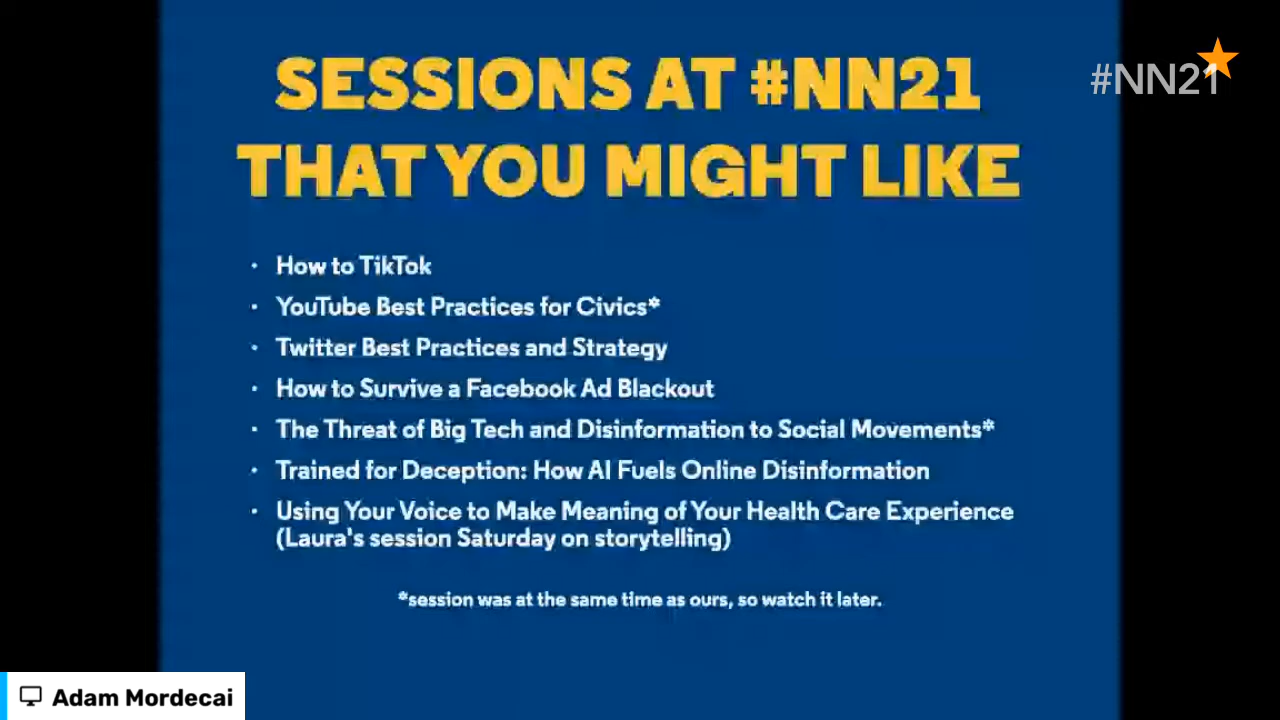 SESSIONS AT #NN21
THAT YOU MIGHT LIKE
#NN21
· How to TikTok
· YouTube Best Practices for Civics*
· Twitter Best Practices and Strategy
· How to Survive a Facebook Ad Blackout
· The Threat of Big Tech and Disinformation to Social Movements*
· Trained for Deception: How AI Fuels Online Disinformation
· Using Your Voice to Make Meaning of Your Health Care Experience
(Laura's session Saturday on storytelling)
*session was at the same time as ours, so watch it later.
Adam Mordecai